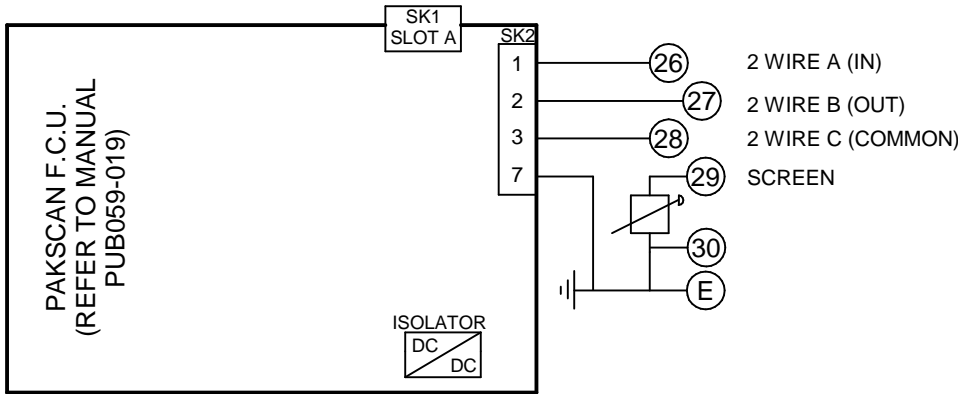 SK1
SLOT A
SK2
1
26
2 WIRE A (IN)
2
27
2 WIRE B (OUT)
3
28
2 WIRE C (COMMON)
7
29
SCREEN
30
E
PAKSCAN F.C.U.
(REFER TO MANUAL
PUB059-019)
ISOLATOR
DC
DC